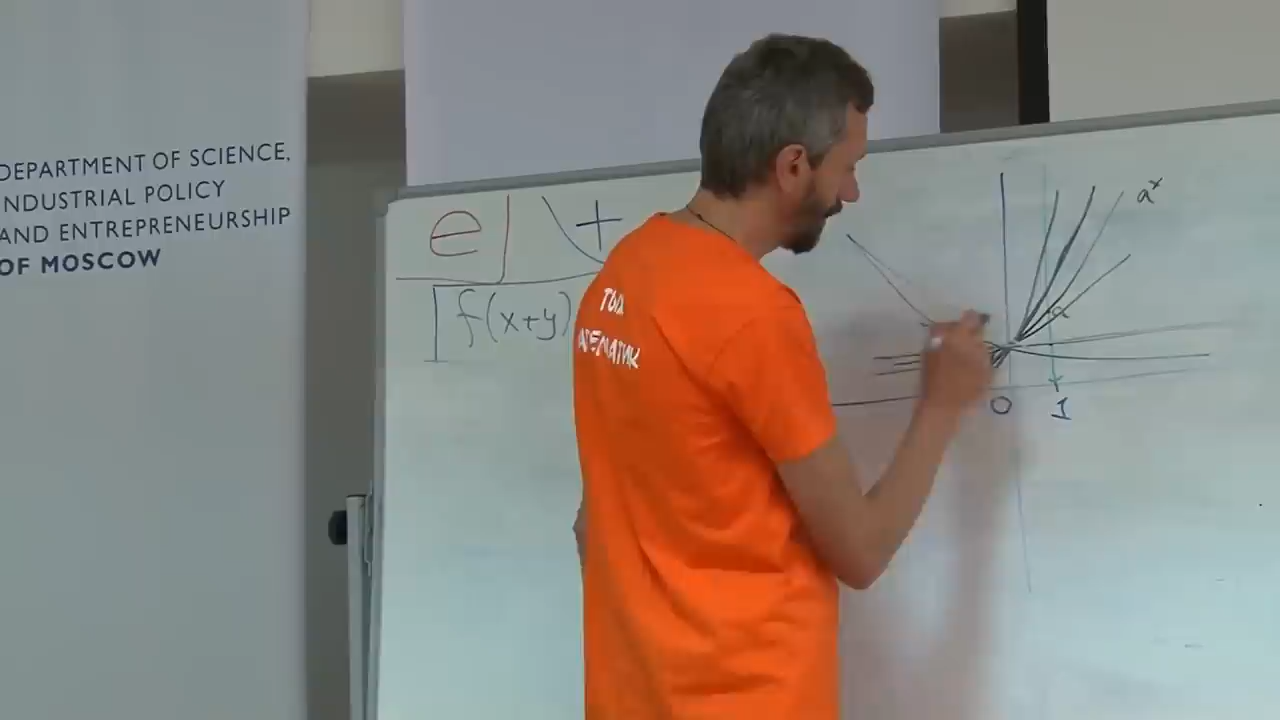 DEPARTMENT OF SCIENCE,
INDUSTRIAL POLICY
AND ENTREPRENEURSHIP
OF MOSCOW
e
+
f(x+y)
a^x
a
0
1